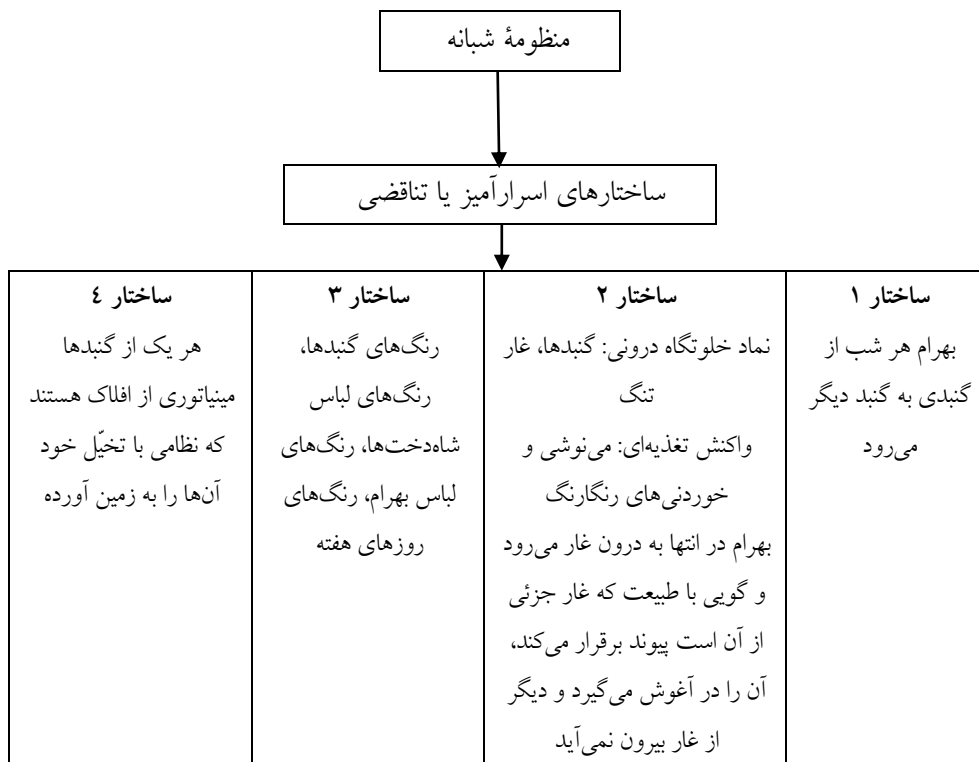 منظومهٔ شبانه
ساختارهای اسرارآمیز یا تناقضی
ساختار ۱
بهرام هر شب از
گنبدی به گنبد دیگر
می‌رود
ساختار ۲
نماد خلوتگاه درونی: گنبدها، غار
تنگ
واکنش تغذیه‌ای: می‌نوشی و
خوردنی‌های رنگارنگ
بهرام در انتها به درون غار می‌رود
و گویی با طبیعت که غار جزئی
از آن است پیوند برقرار می‌کند،
آن را در آغوش می‌گیرد و دیگر
از غار بیرون نمی‌آید
ساختار ۳
رنگ‌های گنبدها،
رنگ‌های لباس
شاه‌دخت‌ها، رنگ‌های
لباس بهرام، رنگ‌های
روزهای هفته
ساختار ٤
هر یک از گنبدها
مینیاتوری از افلاک هستند
که نظامی با تخیّل خود
آن‌ها را به زمین آورده